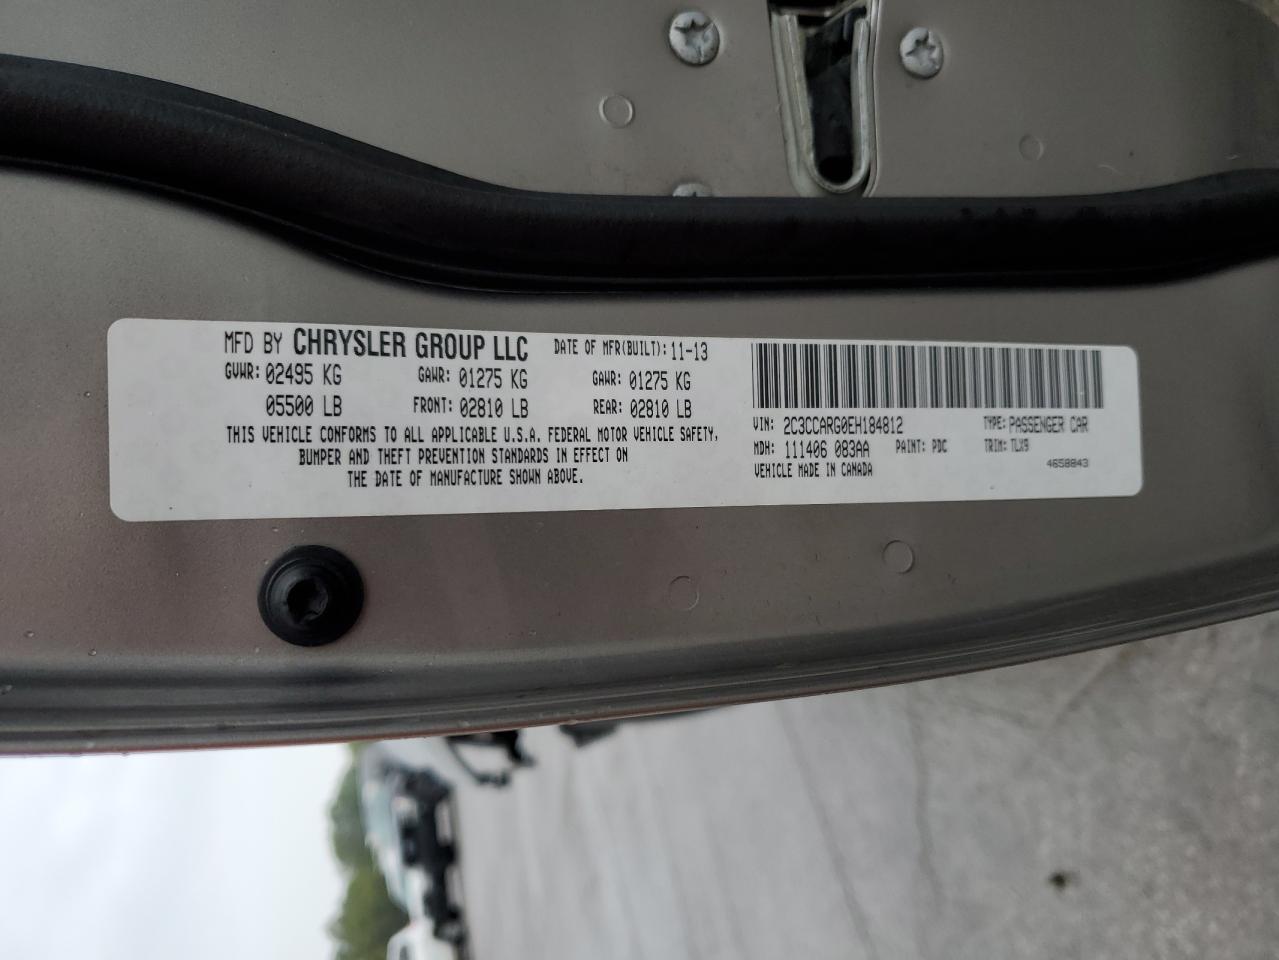 MFD BY CHRYSLER GROUP LLC DATE OF MFR(BUILT): 11-13
GVWR: 02495 KG GAWR: 01275 KG GAWR: 01275 KG
05500 LB FRONT: 02810 LB REAR: 02810 LB
THIS VEHICLE CONFORMS TO ALL APPLICABLE U.S.A. FEDERAL MOTOR VEHICLE SAFETY,
BUMPER AND THEFT PREVENTION STANDARDS IN EFFECT ON
THE DATE OF MANUFACTURE SHOWN ABOVE.
VIN: 2C3CCARG0EH184812 TYPE: PASSENGER CAR
MDH: 111406 083AA PAINT: PDC TRIM: TLX9
VEHICLE MADE IN CANADA 4658843